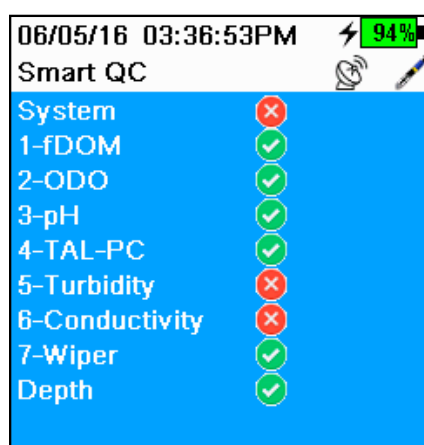 06/05/16 03:36:53PM 94%
Smart QC
System
1-fDOM
2-ODO
3-pH
4-TAL-PC
5-Turbidity
6-Conductivity
7-Wiper
Depth